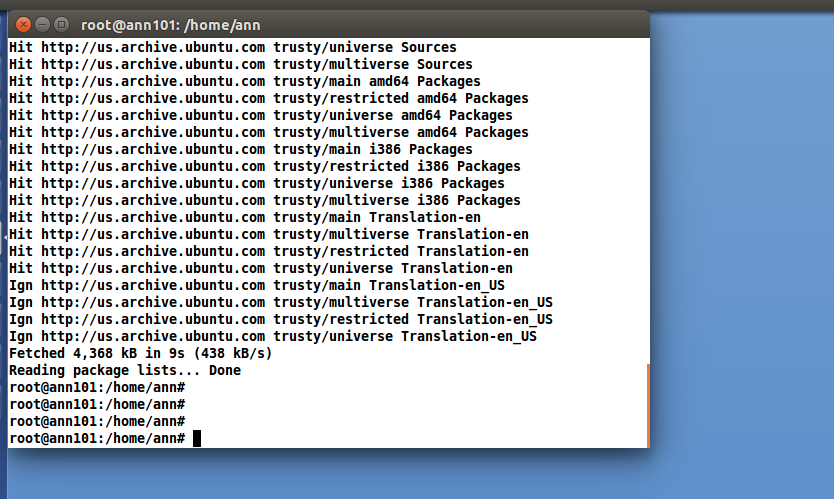 root@ann101: /home/ann
Hit http://us.archive.ubuntu.com trusty/universe Sources
Hit http://us.archive.ubuntu.com trusty/multiverse Sources
Hit http://us.archive.ubuntu.com trusty/main amd64 Packages
Hit http://us.archive.ubuntu.com trusty/restricted amd64 Packages
Hit http://us.archive.ubuntu.com trusty/universe amd64 Packages
Hit http://us.archive.ubuntu.com trusty/multiverse amd64 Packages
Hit http://us.archive.ubuntu.com trusty/main i386 Packages
Hit http://us.archive.ubuntu.com trusty/restricted i386 Packages
Hit http://us.archive.ubuntu.com trusty/universe i386 Packages
Hit http://us.archive.ubuntu.com trusty/multiverse i386 Packages
Hit http://us.archive.ubuntu.com trusty/main Translation-en
Hit http://us.archive.ubuntu.com trusty/multiverse Translation-en
Hit http://us.archive.ubuntu.com trusty/restricted Translation-en
Hit http://us.archive.ubuntu.com trusty/universe Translation-en
Ign http://us.archive.ubuntu.com trusty/main Translation-en_US
Ign http://us.archive.ubuntu.com trusty/multiverse Translation-en_US
Ign http://us.archive.ubuntu.com trusty/restricted Translation-en_US
Ign http://us.archive.ubuntu.com trusty/universe Translation-en_US
Fetched 4,368 kB in 9s (438 kB/s)
Reading package lists... Done
root@ann101:/home/ann#
root@ann101:/home/ann#
root@ann101:/home/ann#
root@ann101:/home/ann#